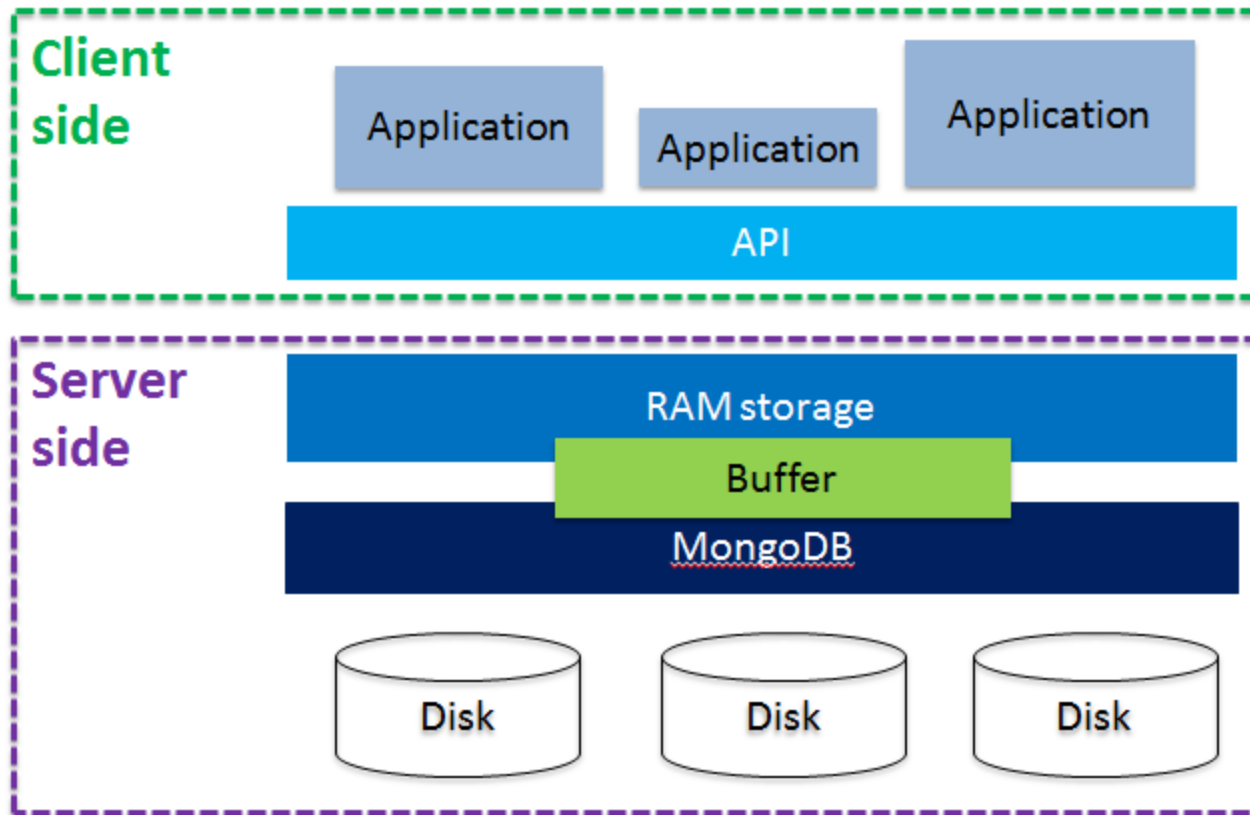 Client
side
Application
Application
Application
API
Server
side
RAM storage
Buffer
MongoDB
Disk
Disk
Disk